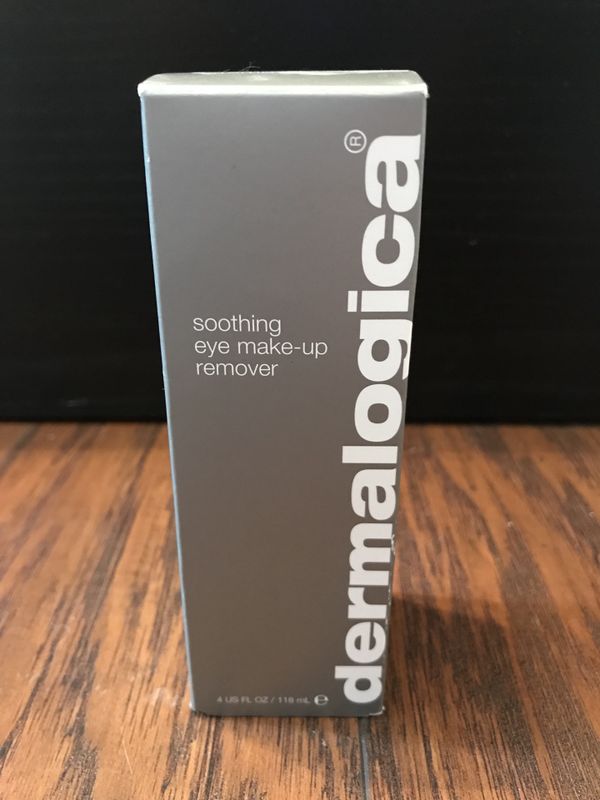 soothing
eye make-up
remover
dermalogica®
4 US FL OZ / 118 mL ℮